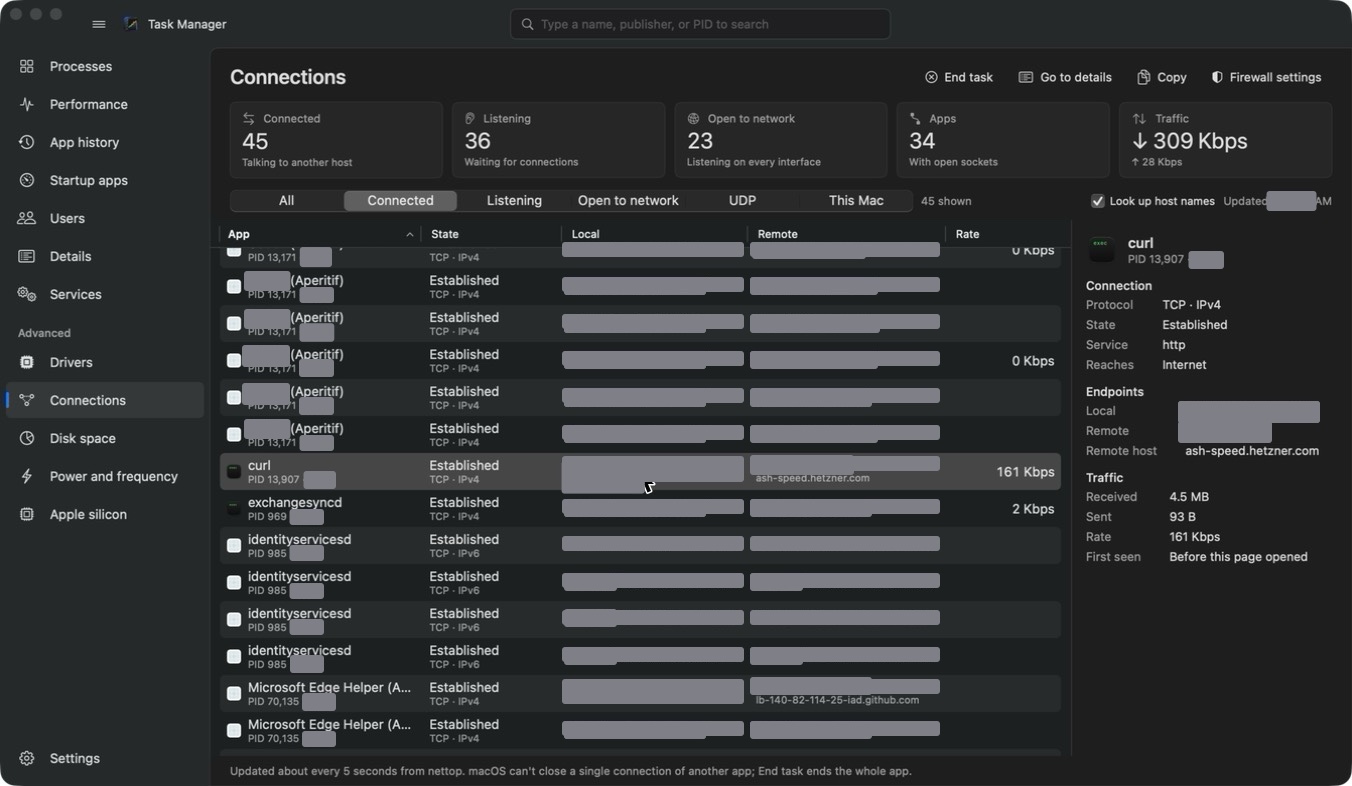 Task Manager
Type a name, publisher, or PID to search
Processes
Performance
App history
Startup apps
Users
Details
Services
Advanced
Drivers
Connections
Disk space
Power and frequency
Apple silicon
Settings
Connections
End task
Go to details
Copy
Firewall settings
Connected
45
Talking to another host
Listening
36
Waiting for connections
Open to network
23
Listening on every interface
Apps
34
With open sockets
Traffic
↓ 309 Kbps
↑ 28 Kbps
All Connected Listening Open to network UDP This Mac 45 shown
Look up host names Updated AM
App State Local Remote Rate
PID 13,171 TCP · IPv4 0 Kbps
(Aperitif) Established
PID 13,171 TCP · IPv4
(Aperitif) Established
PID 13,171 TCP · IPv4
(Aperitif) Established 0 Kbps
PID 13,171 TCP · IPv4
(Aperitif) Established
PID 13,171 TCP · IPv4
(Aperitif) Established
PID 13,171 TCP · IPv4
curl Established 161 Kbps
PID 13,907 TCP · IPv4 ash-speed.hetzner.com
exchangesyncd Established 2 Kbps
PID 969 TCP · IPv4
identityservicesd Established
PID 985 TCP · IPv6
identityservicesd Established
PID 985 TCP · IPv6
identityservicesd Established
PID 985 TCP · IPv6
identityservicesd Established
PID 985 TCP · IPv6
Microsoft Edge Helper (A... Established
PID 70,135 TCP · IPv4 lb-140-82-114-25-iad.github.com
Microsoft Edge Helper (A... Established
PID 70,135 TCP · IPv4
exec
curl
PID 13,907
Connection
Protocol TCP · IPv4
State Established
Service http
Reaches Internet
Endpoints
Local
Remote
Remote host ash-speed.hetzner.com
Traffic
Received 4.5 MB
Sent 93 B
Rate 161 Kbps
First seen Before this page opened
Updated about every 5 seconds from nettop. macOS can't close a single connection of another app; End task ends the whole app.